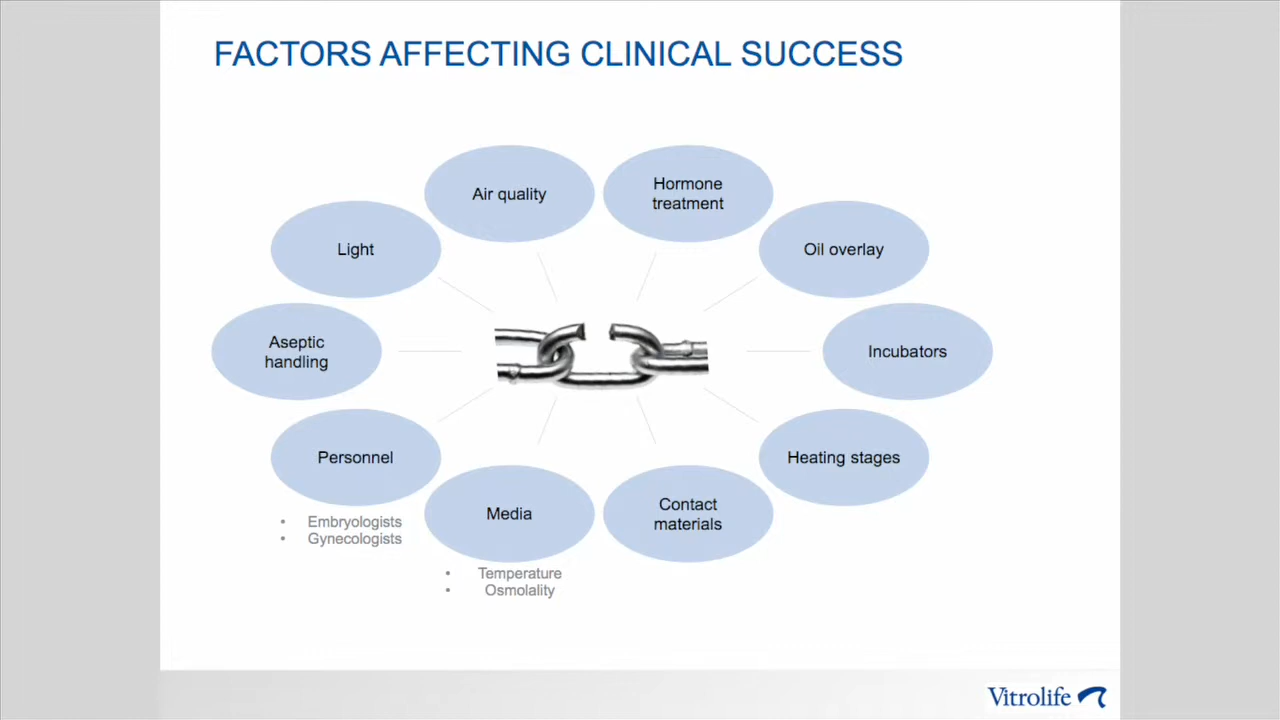 FACTORS AFFECTING CLINICAL SUCCESS
Air quality
Hormone
treatment
Light
Oil overlay
Aseptic
handling
Incubators
Personnel
Heating stages
Media
Contact
materials
• Embryologists
• Gynecologists
• Temperature
• Osmolality
Vitrolife